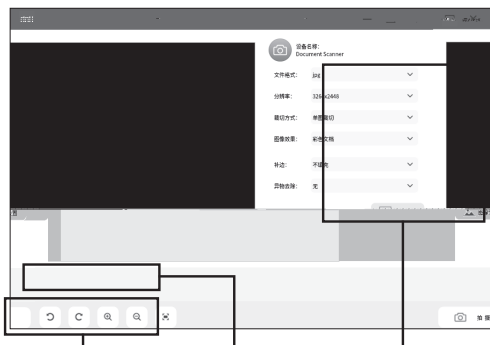 设备名称:
Document Scanner
文件格式: jpg
分辨率: 3264x2448
裁切方式: 单图裁切
图像效果: 彩色文档
补边: 不填充
异物去除: 无
拍摄